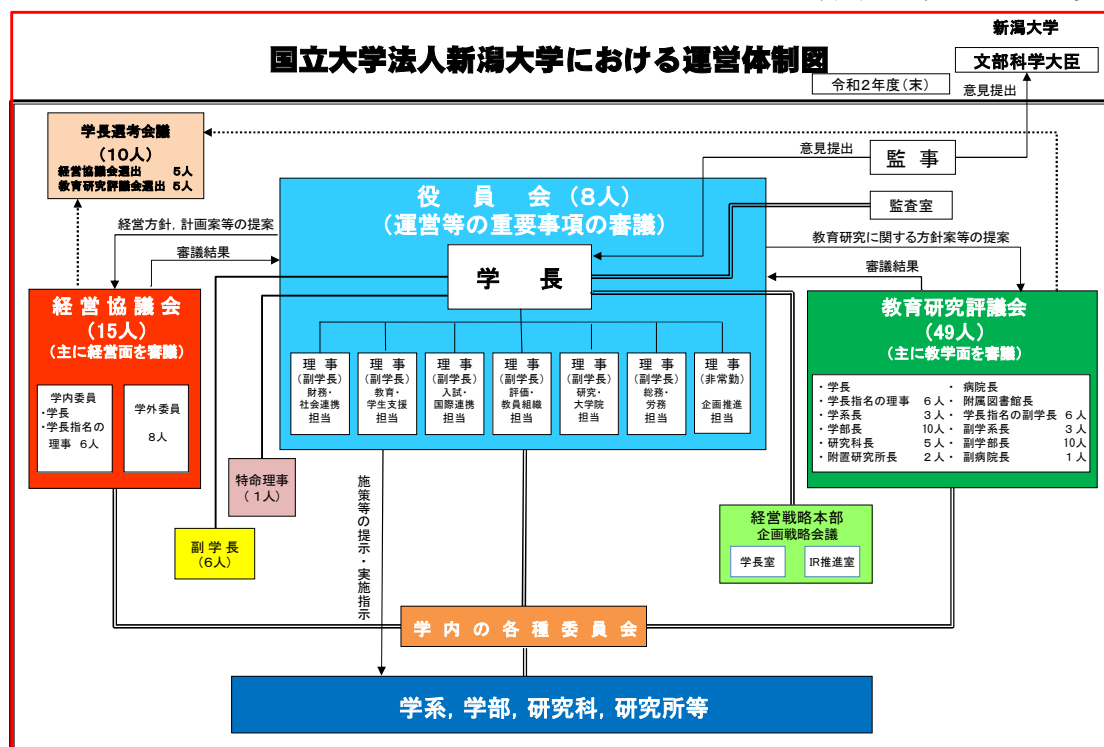 新潟大学
国立大学法人新潟大学における運営体制図
文部科学大臣
令和2年度(末)
意見提出
学長選考会議
(10人)
経営協議会選出 5人
教育研究評議会選出 5人
意見提出
監事
監査室
役員会(8人)
(運営等の重要事項の審議)
学長
経営方針,計画案等の提案
審議結果
教育研究に関する方針案等の提案
審議結果
経営協議会
(15人)
(主に経営面を審議)
学内委員
・学長
・学長指名の
理事 6人
学外委員
8人
理事
(副学長)
財務・
社会連携
担当
理事
(副学長)
教育・
学生支援
担当
理事
(副学長)
入試・
国際連携
担当
理事
(副学長)
評価・
教員組織
担当
理事
(副学長)
研究・
大学院
担当
理事
(副学長)
総務・
労務
担当
理事
(非常勤)
企画推進
担当
教育研究評議会
(49人)
(主に教学面を審議)
・学長 ・病院長
・学長指名の理事 6人・附属図書館長
・学系長 3人・学長指名の副学長 6人
・学部長 10人・副学系長 3人
・研究科長 5人・副学部長 10人
・附置研究所長 2人・副病院長 1人
特命理事
(1人)
副学長
(6人)
施策等の提示・実施指示
経営戦略本部
企画戦略会議
学長室
IR推進室
学内の各種委員会
学系,学部,研究科,研究所等